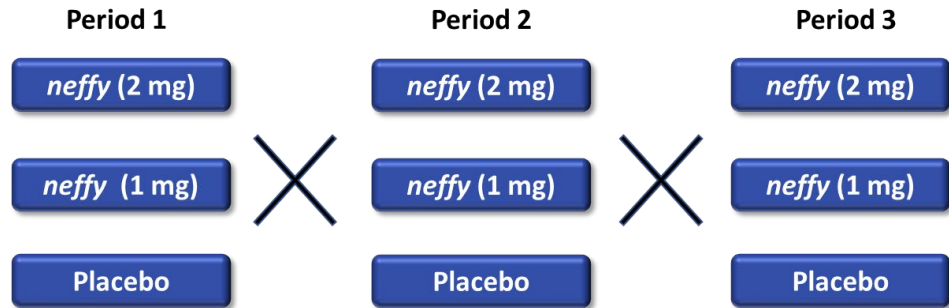 Period 1 Period 2 Period 3
neffy (2 mg) neffy (2 mg) neffy (2 mg)
neffy (1 mg) neffy (1 mg) neffy (1 mg)
Placebo Placebo Placebo